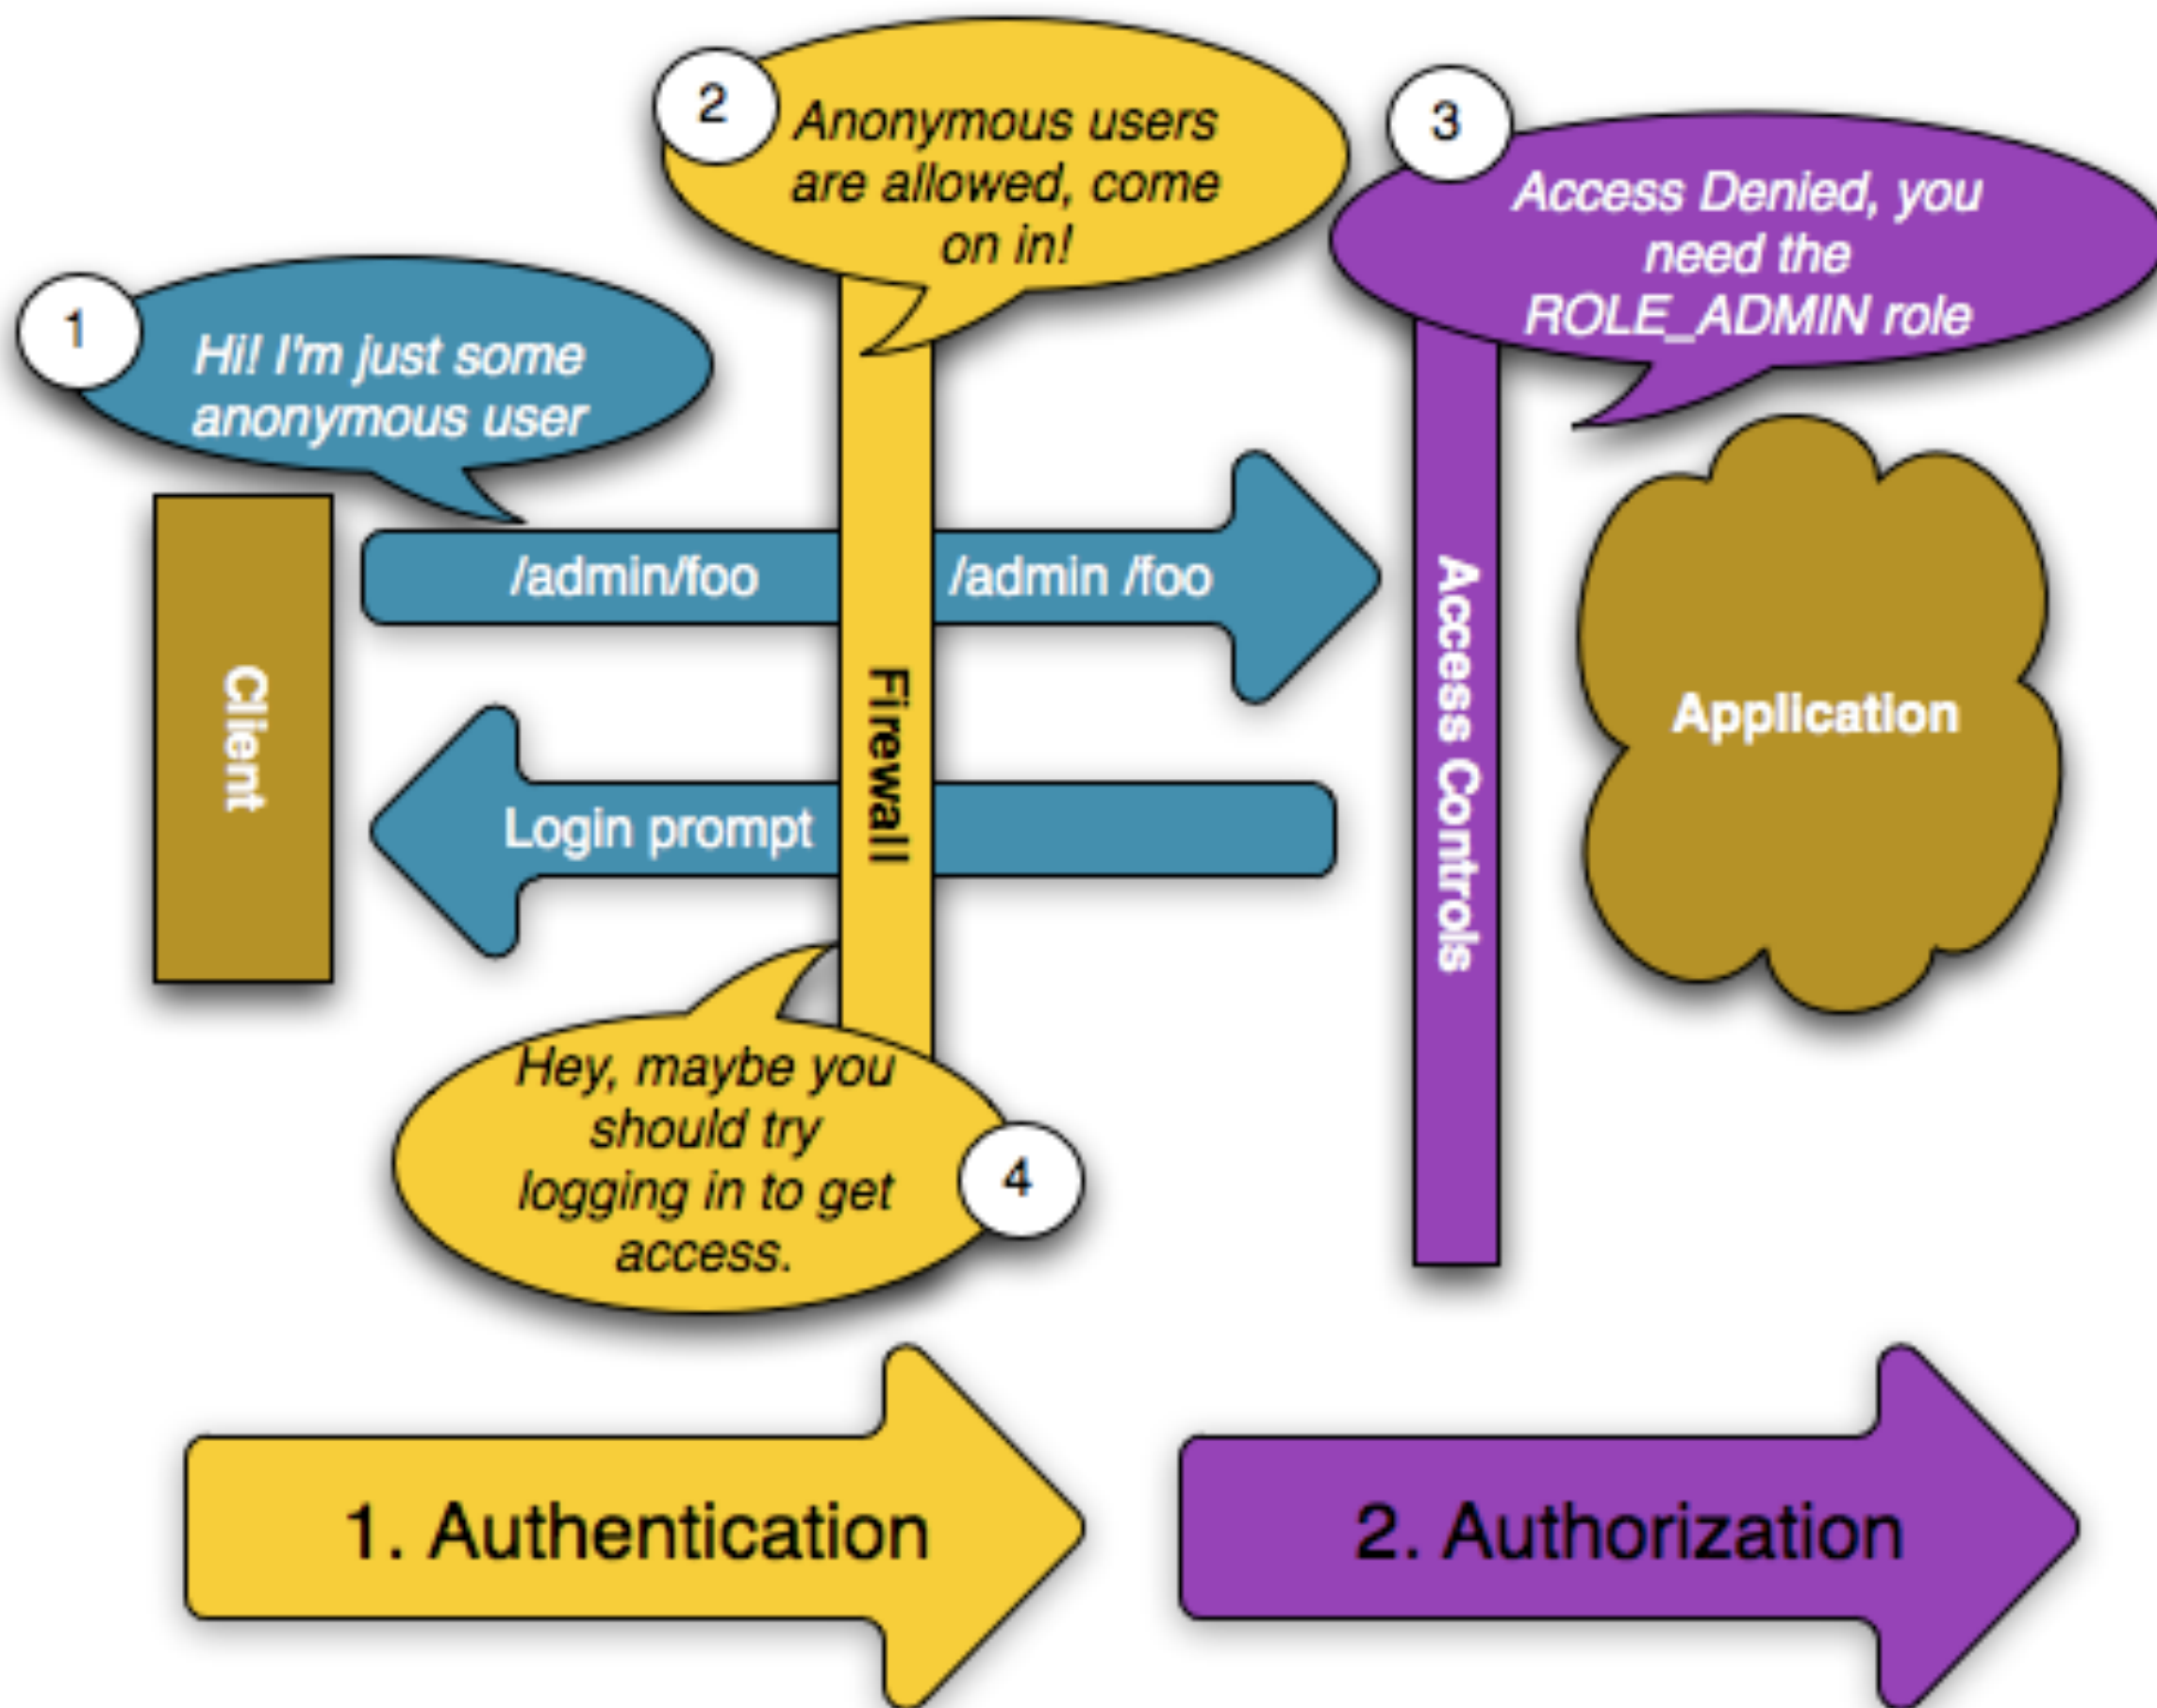 2
Anonymous users
are allowed, come
on in!
3
Access Denied, you
need the
ROLE_ADMIN role
1
Hi! I'm just some
anonymous user
/admin/foo
/admin /foo
Client
Firewall
Access Controls
Application
Login prompt
Hey, maybe you
should try
logging in to get
access.
4
1. Authentication
2. Authorization